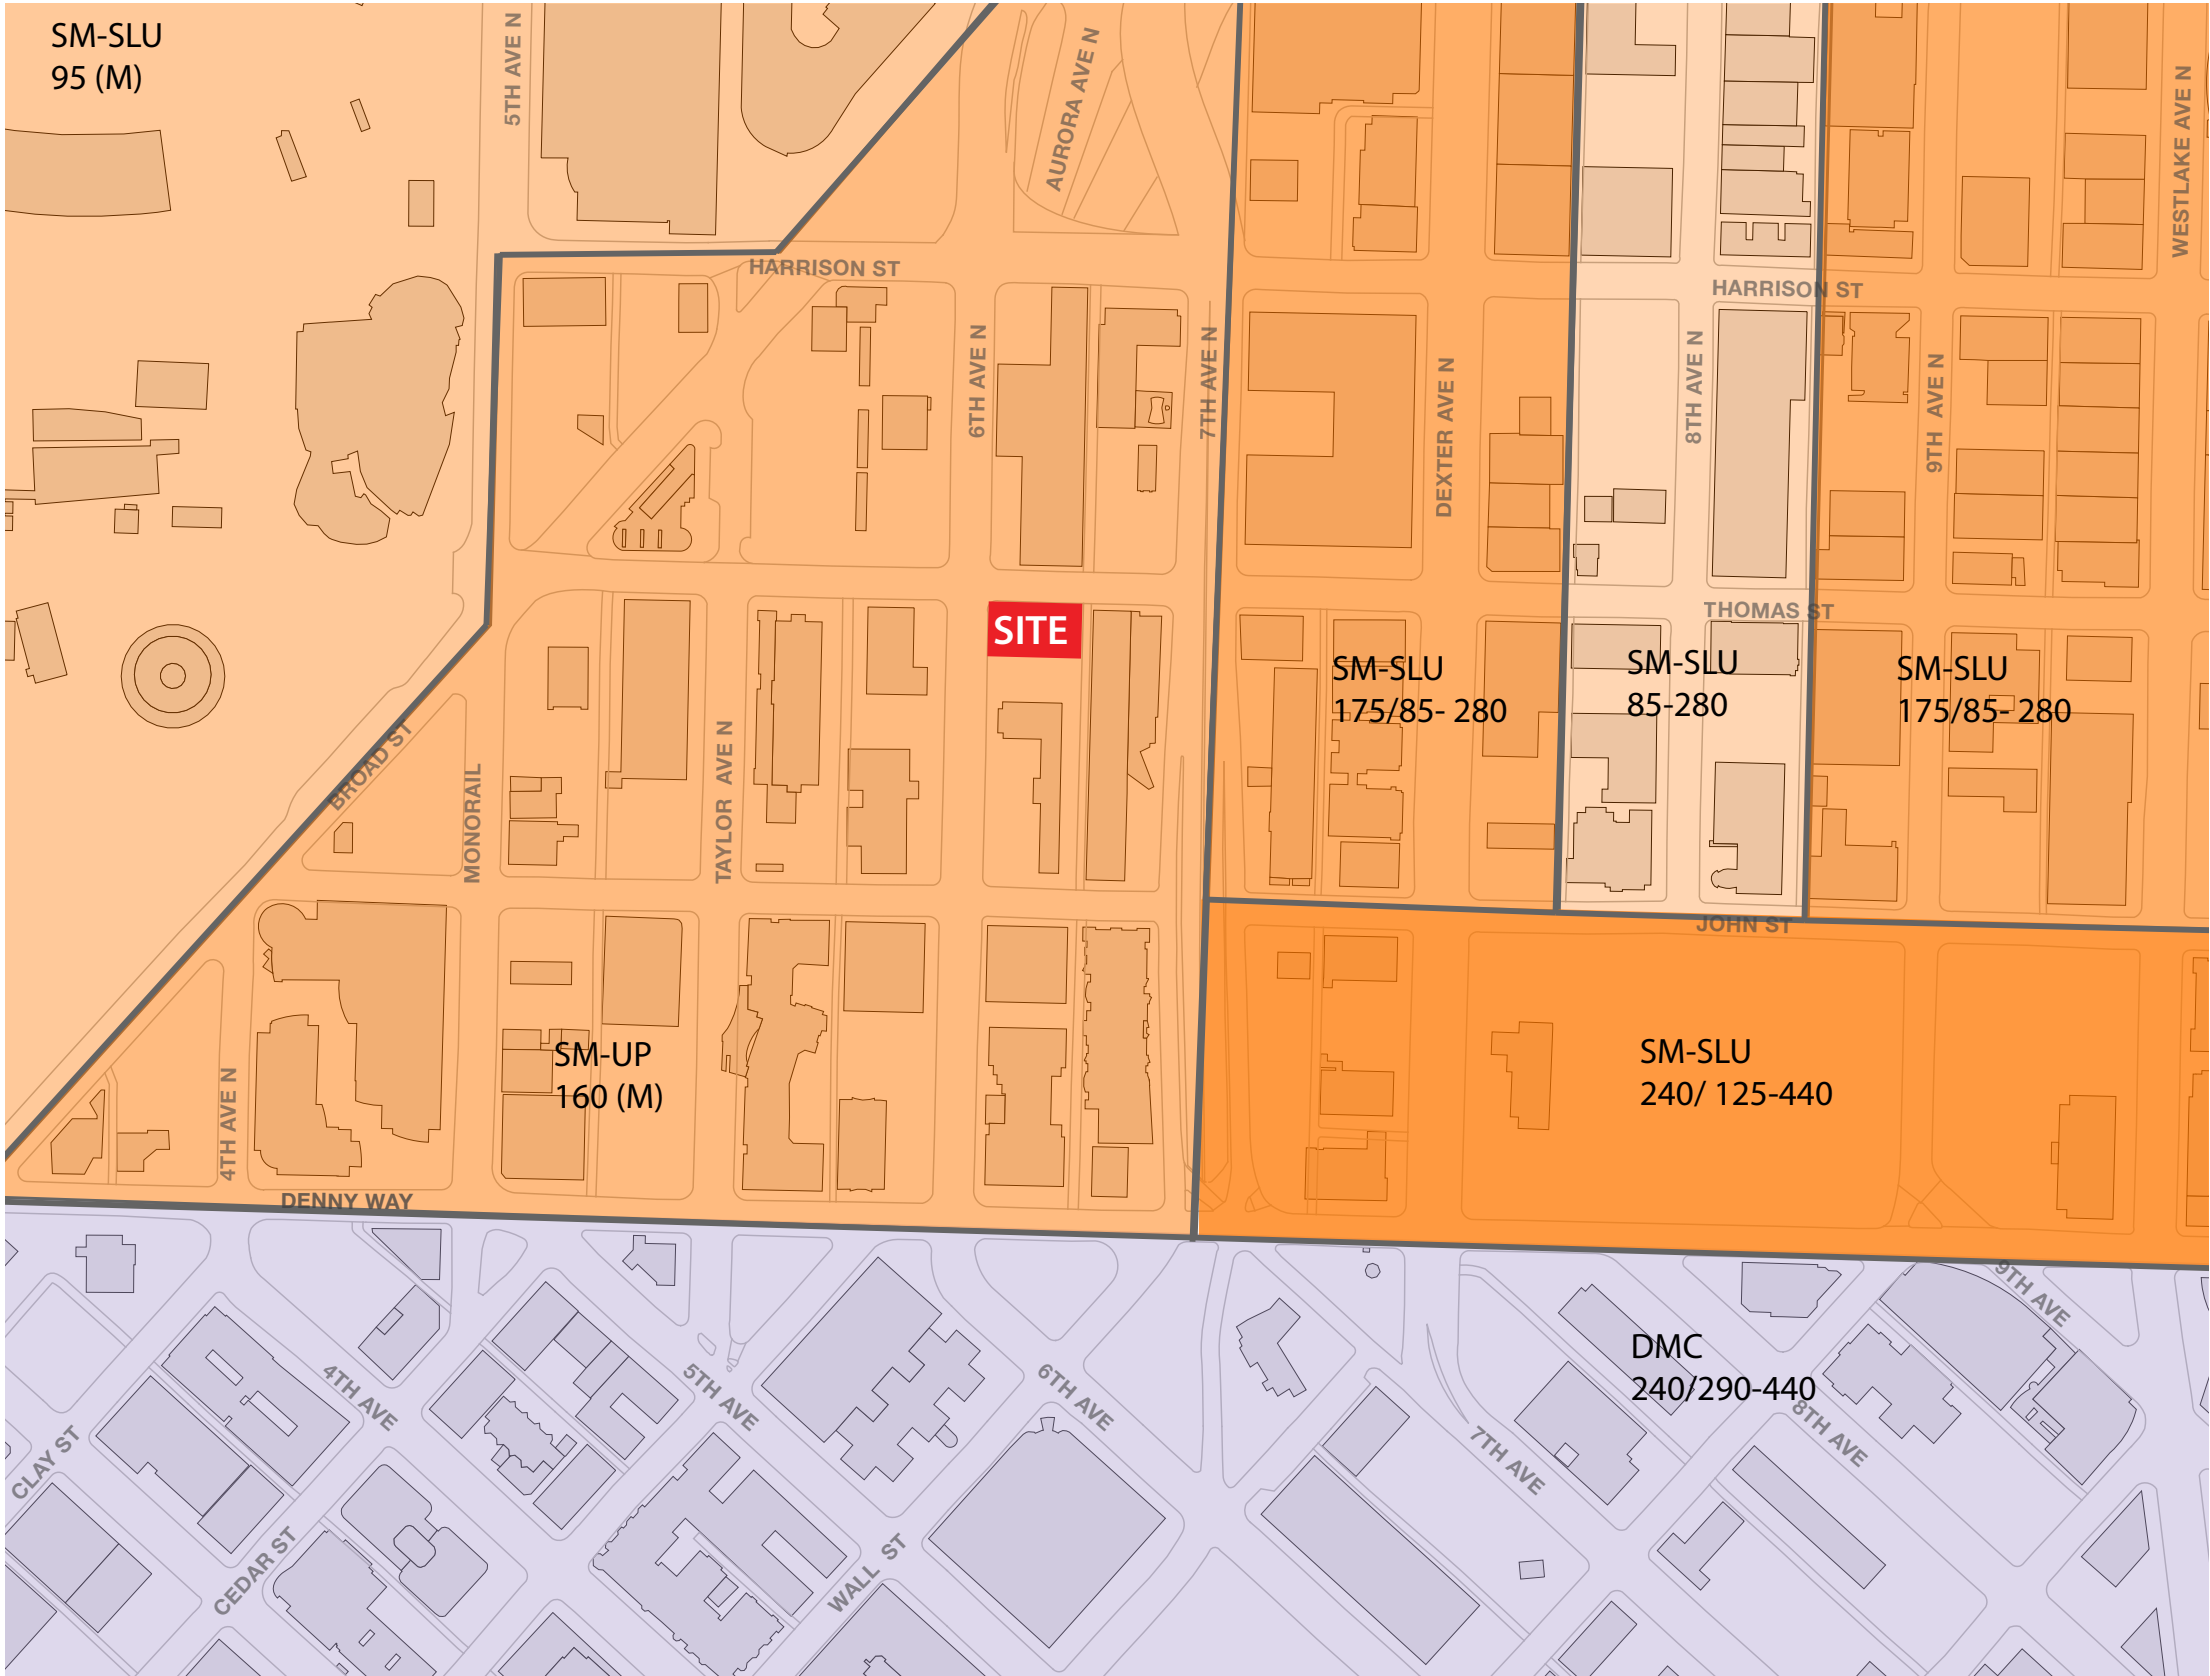 SM-SLU
95 (M)
5TH AVE N
AURORA AVE N
WESTLAKE AVE N
HARRISON ST
HARRISON ST
6TH AVE N
7TH AVE N
DEXTER AVE N
8TH AVE N
9TH AVE N
THOMAS ST
SITE
SM-SLU
175/85- 280
SM-SLU
85-280
SM-SLU
175/85- 280
BROAD ST
MONORAIL
TAYLOR AVE N
JOHN ST
SM-UP
160 (M)
SM-SLU
240/ 125-440
4TH AVE N
DENNY WAY
9TH AVE
DMC
240/290-440
4TH AVE
5TH AVE
6TH AVE
7TH AVE
8TH AVE
CLAY ST
CEDAR ST
WALL ST